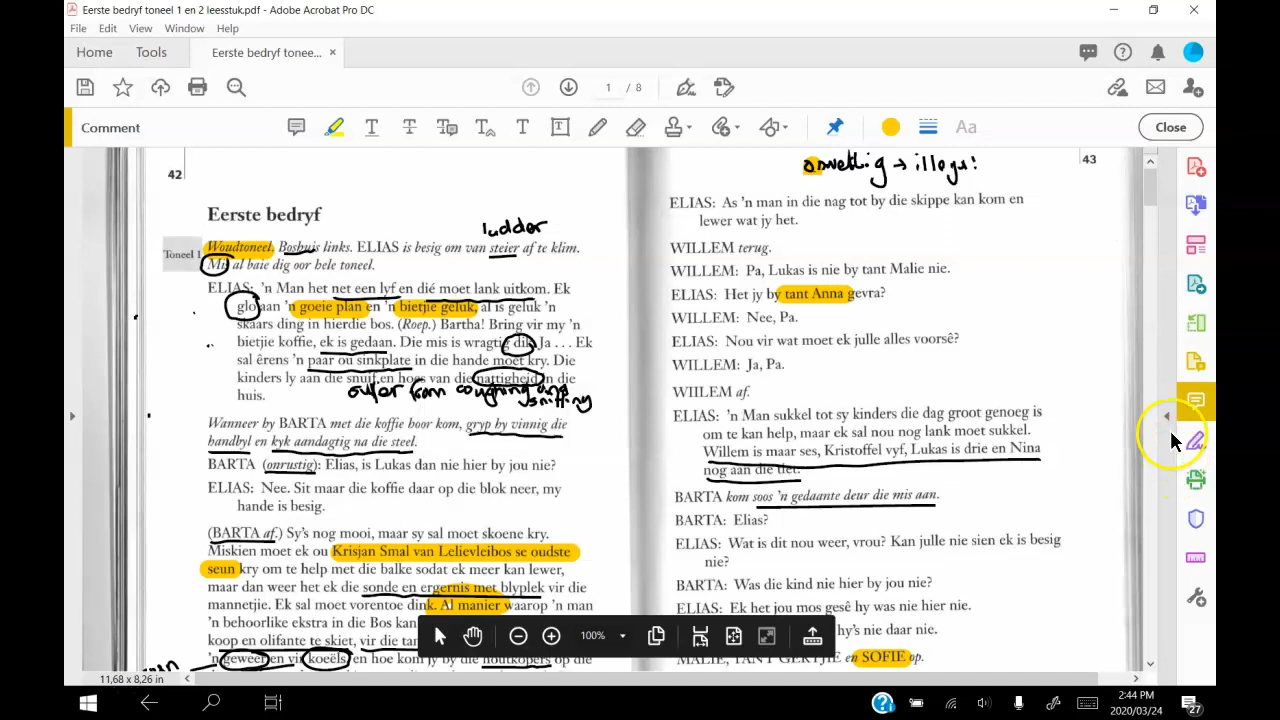 Eerste bedryf toneel 1 en 2 leesstuk.pdf - Adobe Acrobat Pro DC
File Edit View Window Help
Home Tools Eerste bedryf tonee... ×
1 / 8
Comment
Aa
Close
42
Eerste bedryf
ladder
Toneel 1
Woudtoneel. Boshuis links. ELIAS is besig om van steier af te klim.
Mis al baie dig oor hele toneel.
ELIAS: 'n Man het net een lyf en dié moet lank uitkom. Ek
glo aan 'n goeie plan en 'n bietjie geluk, al is geluk 'n
skaars ding in hierdie bos. (Roep.) Bartha! Bring vir my 'n
bietjie koffie, ek is gedaan. Die mis is wragtig dik. Ja . . . Ek
sal êrens 'n paar ou sinkplate in die hande moet kry. Die
kinders ly aan die snuif en hoes van die nattigheid in die
huis.
suffer from coughing and
sniffing
Wanneer hy BARTA met die koffie hoor kom, gryp hy vinnig die
handbyl en kyk aandagtig na die steel.
BARTA (onrustig): Elias, is Lukas dan nie hier by jou nie?
ELIAS: Nee. Sit maar die koffie daar op die blok neer, my
hande is besig.
(BARTA af.) Sy's nog mooi, maar sy sal moet skoene kry.
Miskien moet ek ou Krisjan Smal van Lelievleibos se oudste
seun kry om te help met die balke sodat ek meer kan lewer,
maar dan weer het ek die sonde en ergernis met blyplek vir die
mannetjie. Ek sal moet vorentoe dink. Al manier waarop 'n man
'n behoorlike ekstra in die Bos kan
koop en olifante te skiet, vir die tan
'n geweer en vir koeëls en hoe kom jy by die houtkopers op die
43
onwettig → illegal
ELIAS: As 'n man in die nag tot by die skippe kan kom en
lewer wat jy het.
WILLEM terug.
WILLEM: Pa, Lukas is nie by tant Malie nie.
ELIAS: Het jy by tant Anna gevra?
WILLEM: Nee, Pa.
ELIAS: Nou vir wat moet ek julle alles voorsê?
WILLEM: Ja, Pa.
WIILEM af.
ELIAS: 'n Man sukkel tot sy kinders die dag groot genoeg is
om te kan help, maar ek sal nou nog lank moet sukkel.
Willem is maar ses, Kristoffel vyf, Lukas is drie en Nina
nog aan die tiet.
BARTA kom soos 'n gedaante deur die mis aan.
BARTA: Elias?
ELIAS: Wat is dit nou weer, vrou? Kan julle nie sien ek is besig
nie?
BARTA: Was die kind nie hier by jou nie?
ELIAS: Ek het jou mos gesê hy was nie hier nie.
hy's nie daar nie.
MALIE, TANT GERTJIE en SOFIE op.
100%
11,68 x 8,26 in
2:44 PM
2020/03/24
27